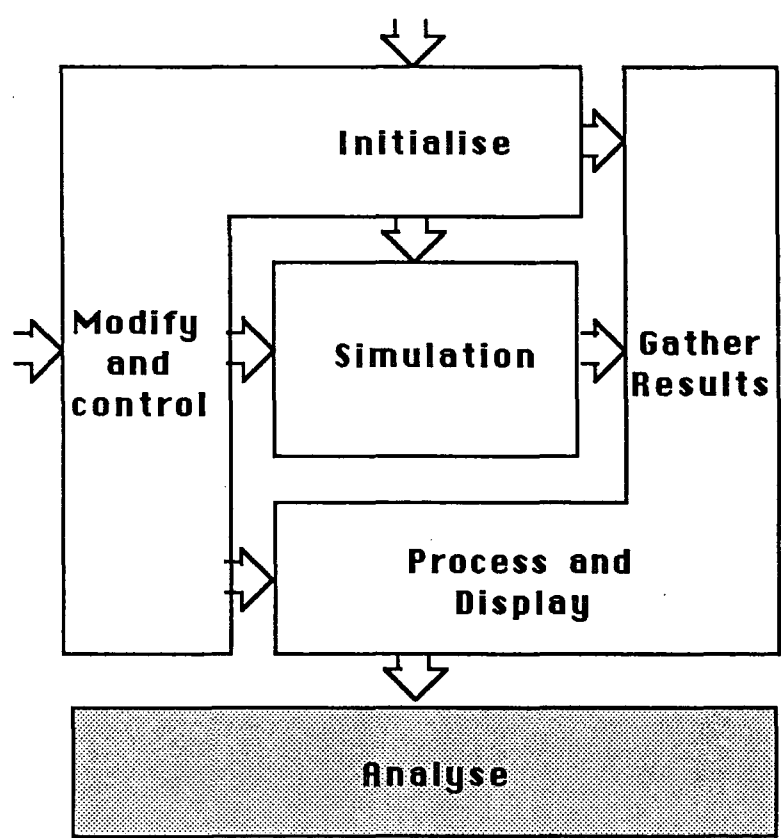 Initialise
Modify
and
control
Simulation
Gather
Results
Process and
Display
Analyse